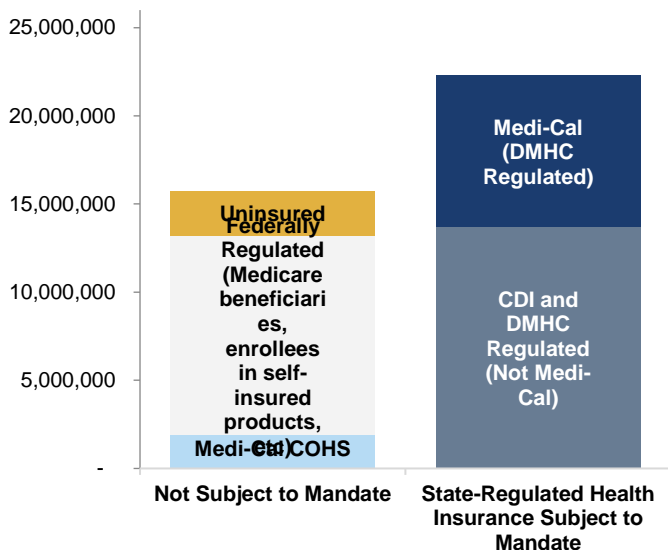 25,000,000
20,000,000
15,000,000
10,000,000
5,000,000
-
Uninsured
Federally
Regulated
(Medicare
beneficiari
es,
enrollees
in self-
insured
products,
etc)
Medi-Cal COHS
Medi-Cal
(DMHC
Regulated)
CDI and
DMHC
Regulated
(Not Medi-
Cal)
Not Subject to Mandate
State-Regulated Health
Insurance Subject to
Mandate